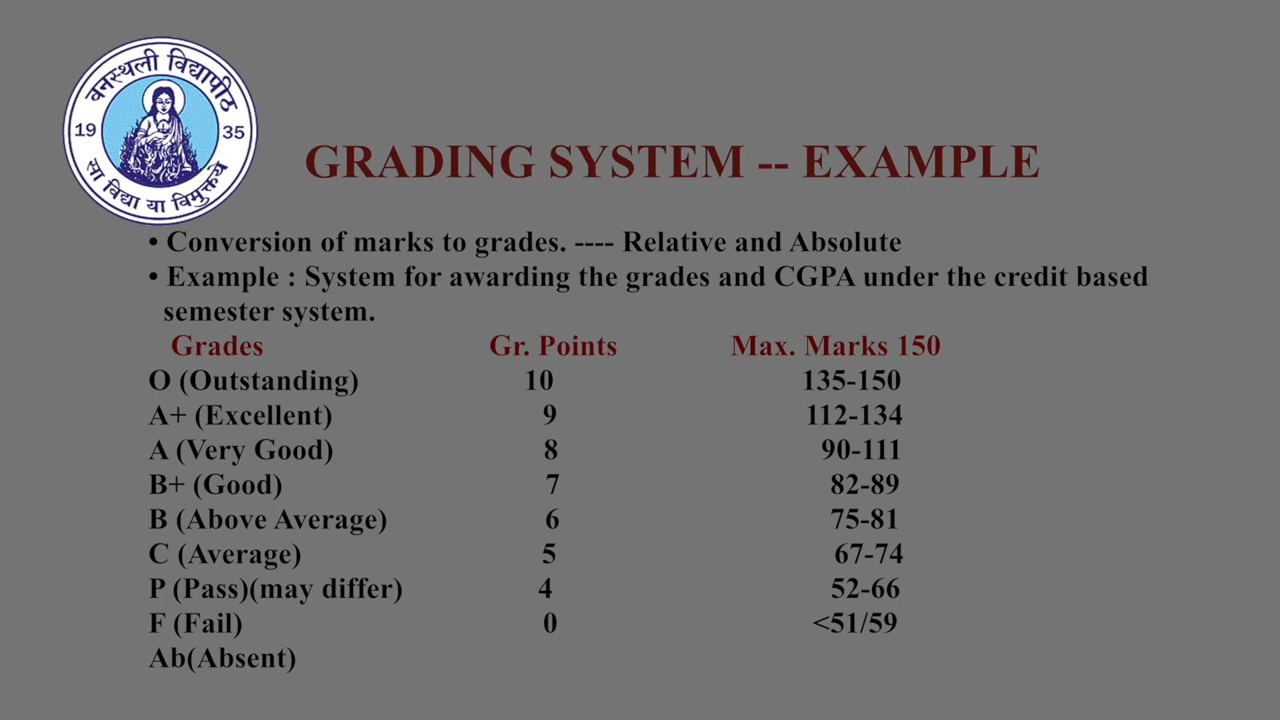 वनस्थली विद्यापीठ
19 35
सा विद्या या विमुक्तये
GRADING SYSTEM -- EXAMPLE
• Conversion of marks to grades. ---- Relative and Absolute
• Example : System for awarding the grades and CGPA under the credit based
semester system.
Grades Gr. Points Max. Marks 150
O (Outstanding) 10 135-150
A+ (Excellent) 9 112-134
A (Very Good) 8 90-111
B+ (Good) 7 82-89
B (Above Average) 6 75-81
C (Average) 5 67-74
P (Pass)(may differ) 4 52-66
F (Fail) 0 <51/59
Ab(Absent)